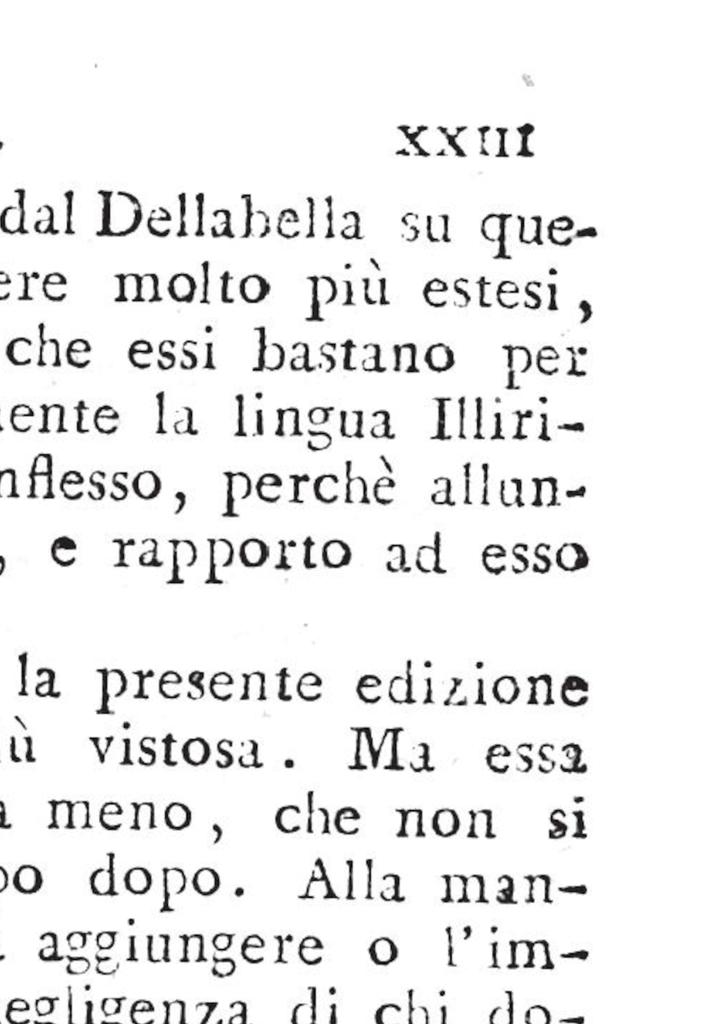 XXIII
dal Dellabella su que-
ere molto più estesi,
che essi bastano per
ente la lingua Illiri-
nflesso, perchè allun-
, e rapporto ad esso
la presente edizione
ù vistosa. Ma essa
a meno, che non si
po dopo. Alla man-
aggiungere o l'im-
egligenza di chi do-